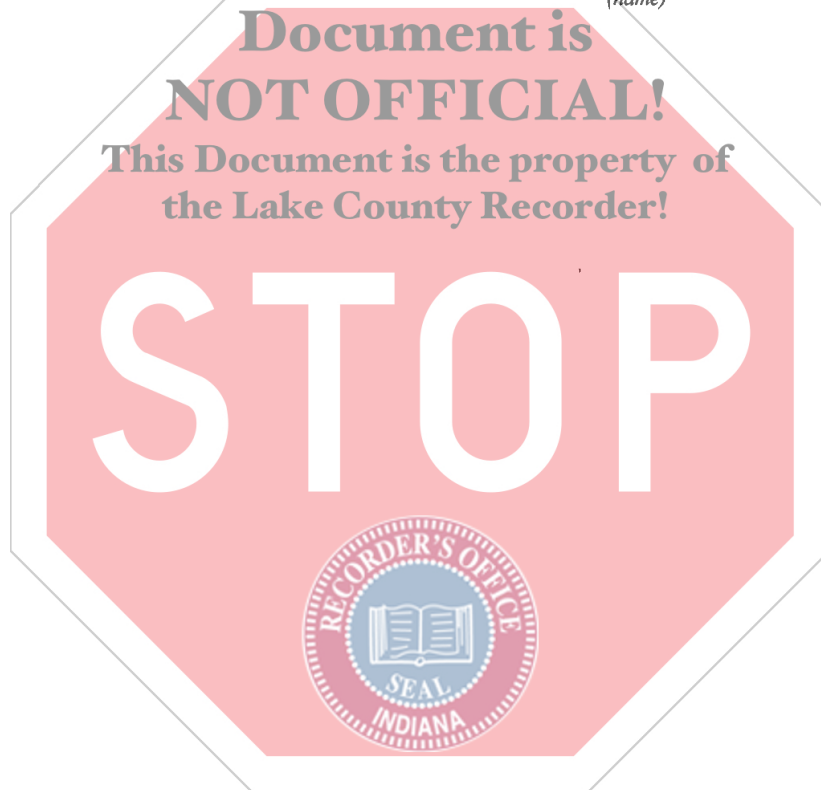 (name)
Document is
NOT OFFICIAL!
This Document is the property of
the Lake County Recorder!
STOP
RECORDER'S OFFICE
SEAL
INDIANA